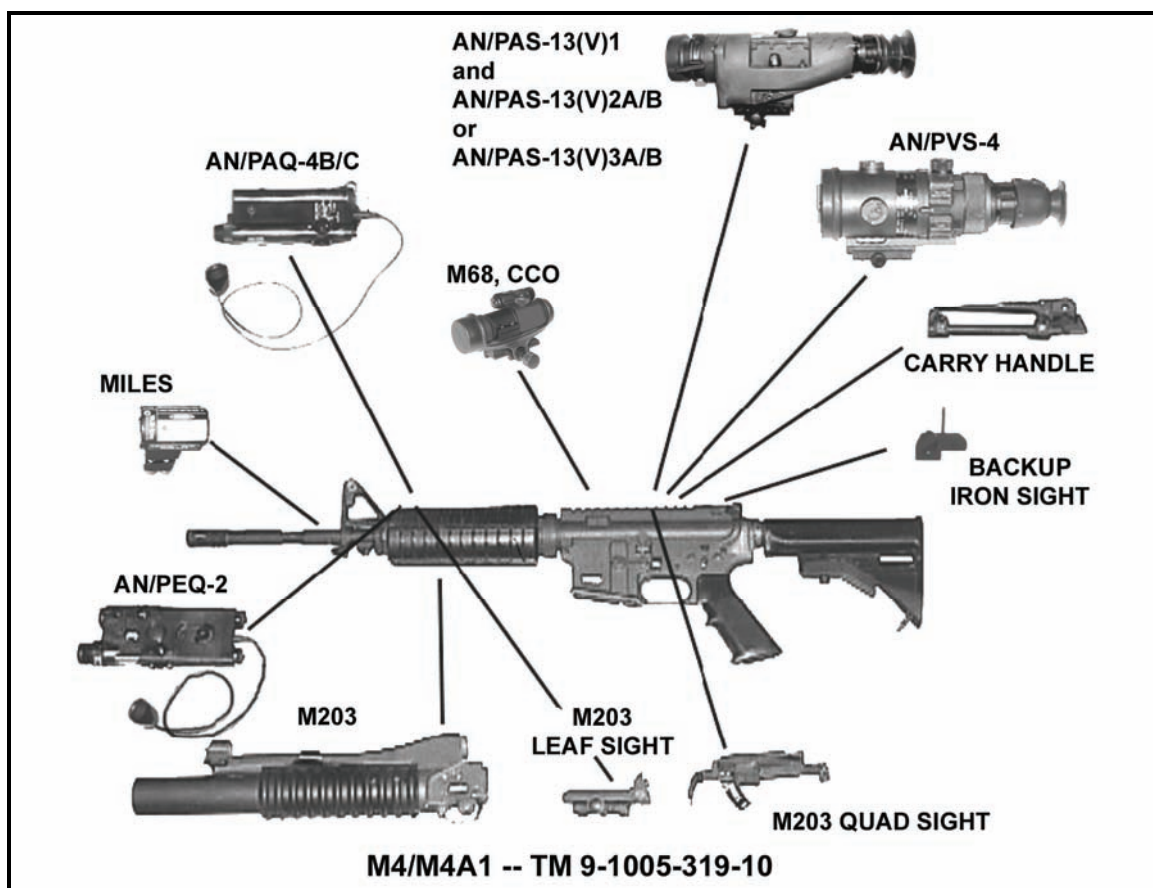 AN/PAS-13(V)1
and
AN/PAS-13(V)2A/B
or
AN/PAS-13(V)3A/B
AN/PVS-4
AN/PAQ-4B/C
M68, CCO
CARRY HANDLE
MILES
BACKUP
IRON SIGHT
AN/PEQ-2
M203
M203
LEAF SIGHT
M203 QUAD SIGHT
M4/M4A1 -- TM 9-1005-319-10